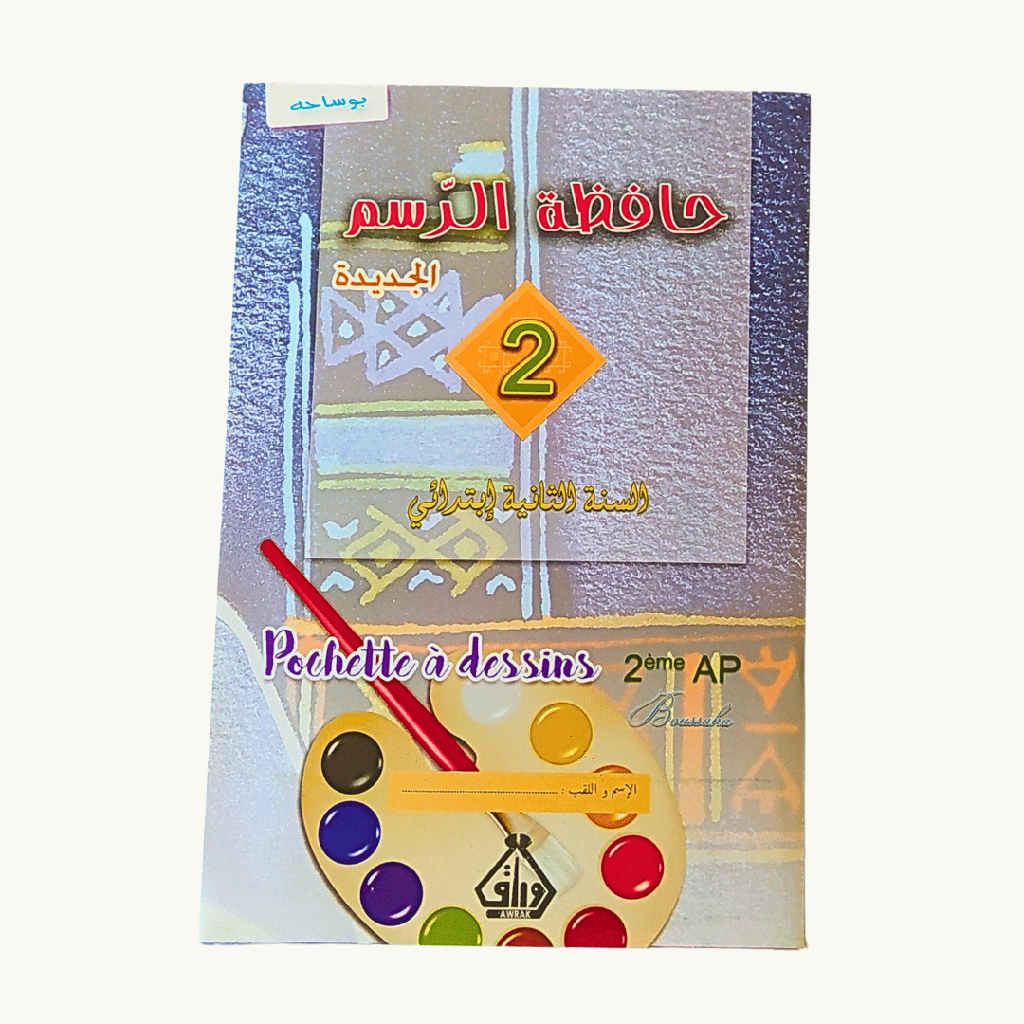 بوساحه
حافظة الرّسم
الجديدة
2
السنة الثانية إبتدائي
Pochette à dessins 2ème AP
Boussaha
الإسم و اللقب : ........................................................
أوراق
AWRAK